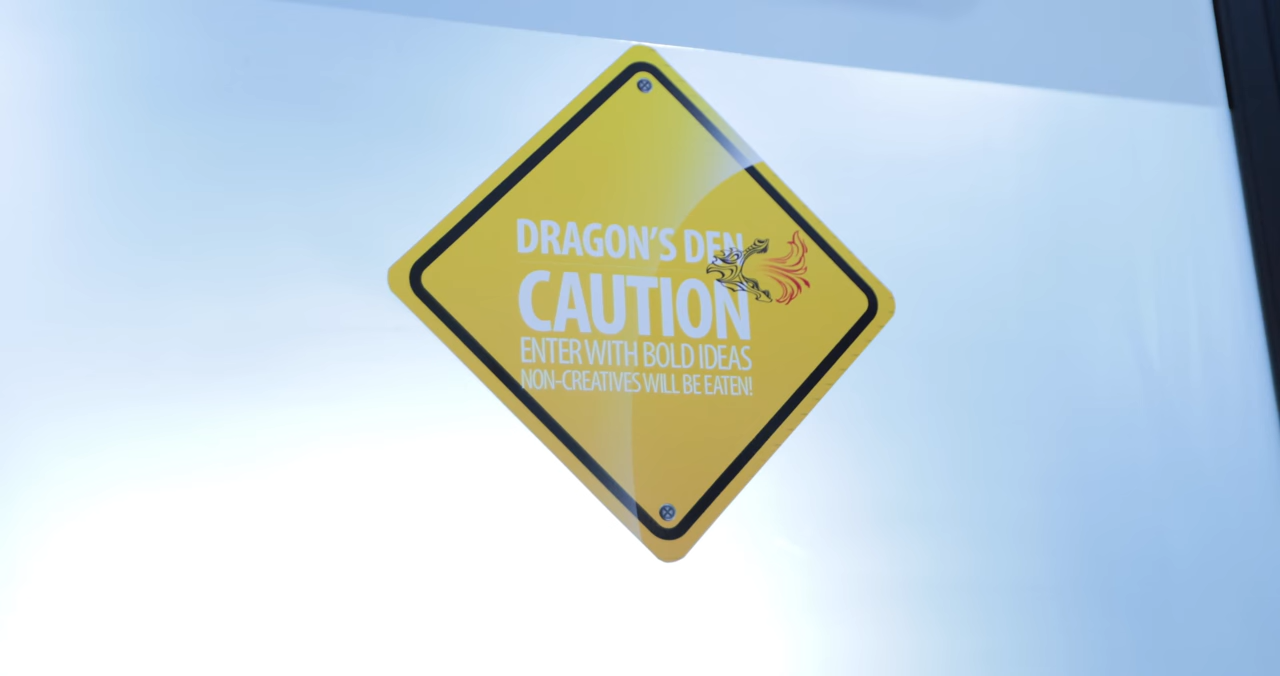 DRAGON'S DEN
CAUTION
ENTER WITH BOLD IDEAS
NON-CREATIVES WILL BE EATEN!